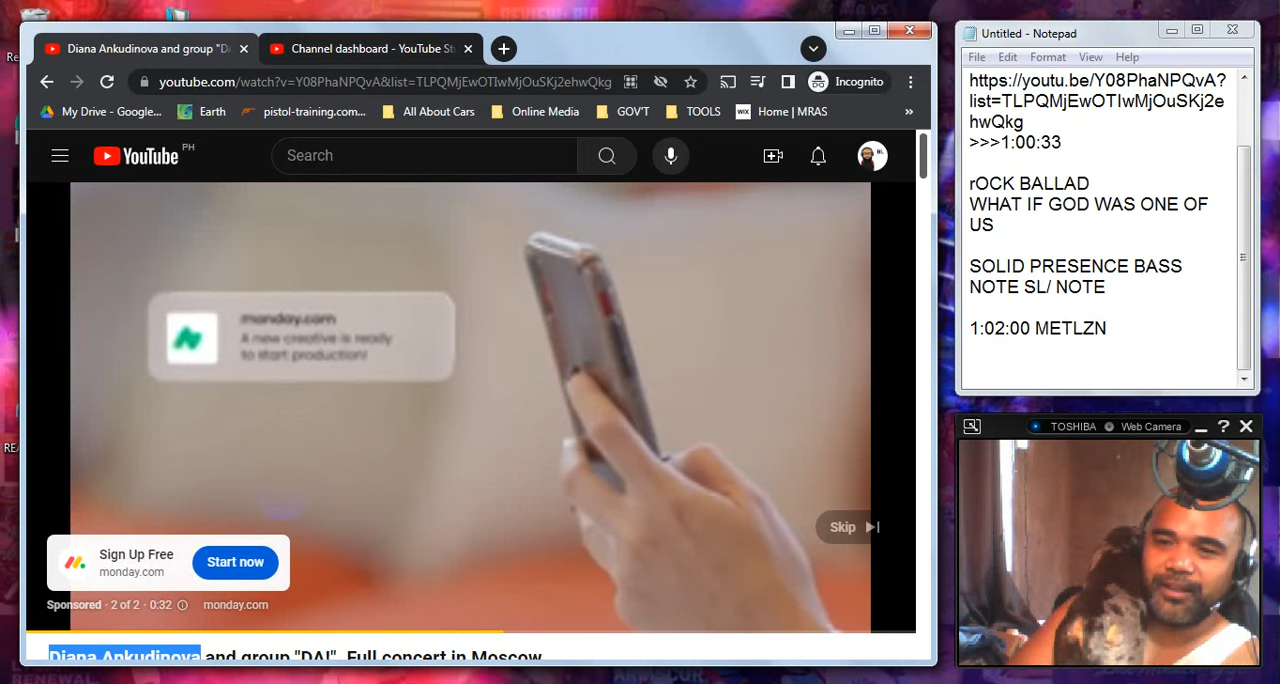 Diana Ankudinova and group "DA
Channel dashboard - YouTube St
youtube.com/watch?v=Y08PhaNPQvA&list=TLPQMjEwOTIwMjOuSKj2ehwQkg
Incognito
My Drive - Google...
Earth
pistol-training.com...
All About Cars
Online Media
GOV'T
TOOLS
WIX
Home | MRAS
»
YouTube PH
Search
monday.com
A new creative is ready
to start production!
Skip
Sign Up Free
monday.com
Start now
Sponsored · 2 of 2 · 0:32
monday.com
Diana Ankudinova and group "DAI". Full concert in Moscow
Untitled - Notepad
File Edit Format View Help
https://youtu.be/Y08PhaNPQvA?
list=TLPQMjEwOTIwMjOuSKj2e
hwQkg
>>>1:00:33
rOCK BALLAD
WHAT IF GOD WAS ONE OF
US
SOLID PRESENCE BASS
NOTE SL/ NOTE
1:02:00 METLZN
TOSHIBA Web Camera
RENEWAL.